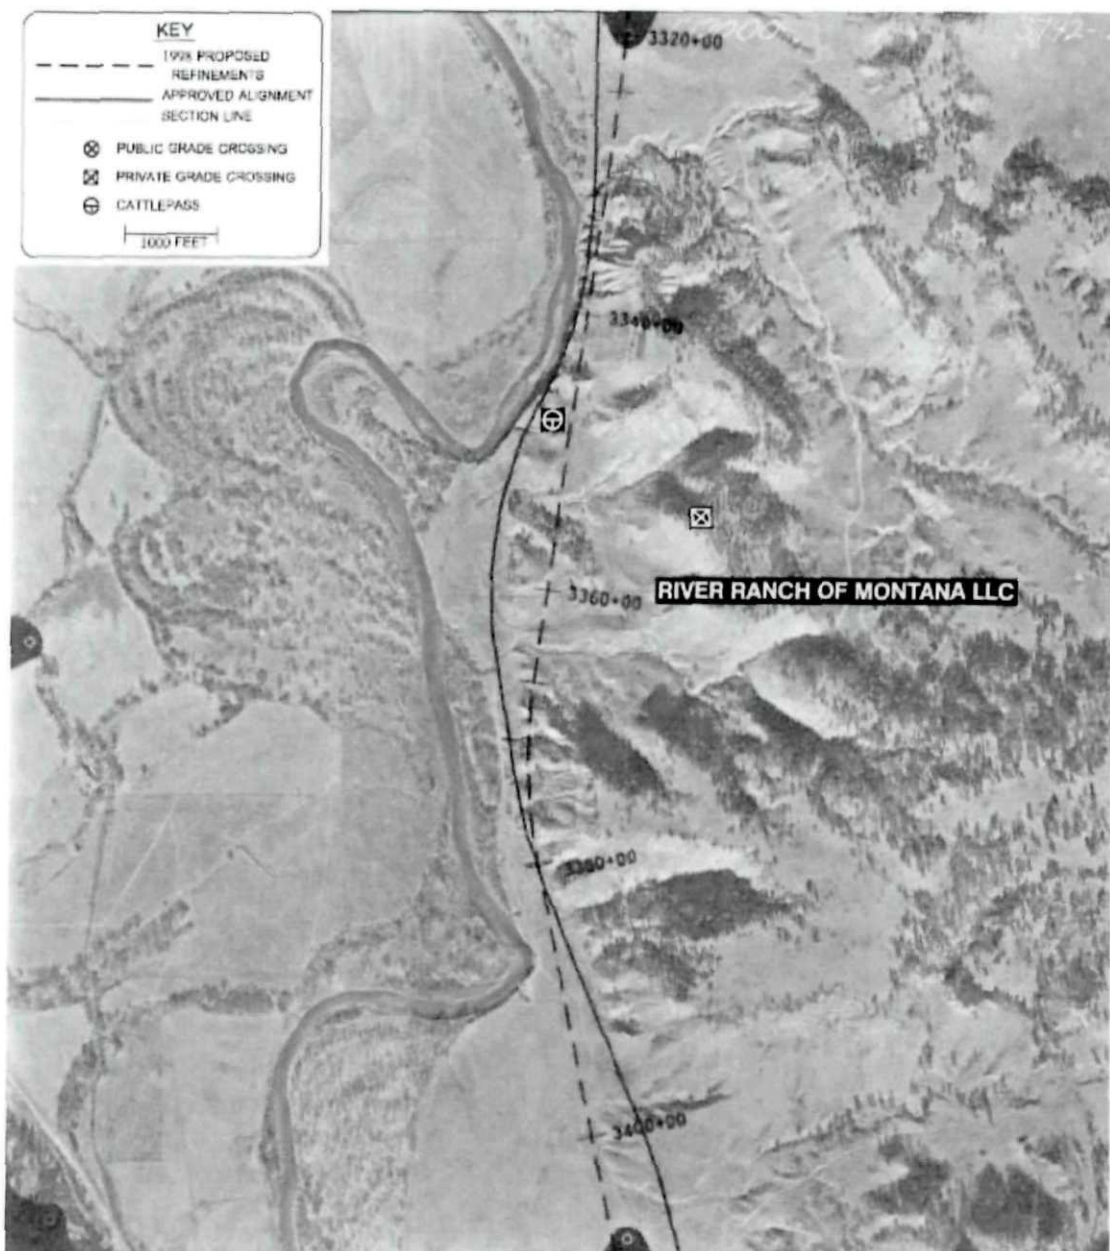 KEY
1998 PROPOSED
REFINEMENTS
APPROVED ALIGNMENT
SECTION LINE
PUBLIC GRADE CROSSING
PRIVATE GRADE CROSSING
CATTLEPASS
1000 FEET
3320+00
3340+00
3360+00
RIVER RANCH OF MONTANA LLC
3380+00
3400+00